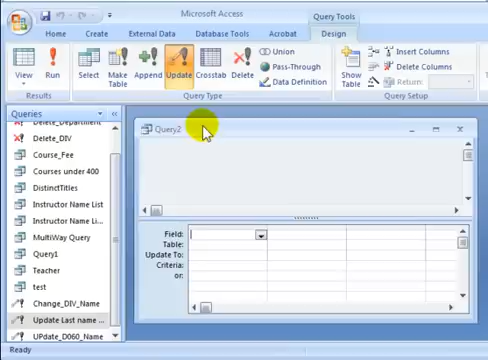 Microsoft Access
Query Tools
Home
Create
External Data
Database Tools
Acrobat
Design
View
Run
Select
Make
Table
Append
Update
Crosstab
Delete
Union
Pass-Through
Data Definition
Show
Table
Insert Columns
Delete Columns
Return:
Results
Query Type
Query Setup
Queries
Delete_Department
Delete_DIV
Course_Fee
Courses under 400
DistinctTitles
Instructor Name List
Instructor Name Li...
MultiWay Query
Query1
Teacher
test
Change_DIV_Name
Update Last name ...
UPdate_D060_Name
Query2
Field:
Table:
Update To:
Criteria:
or:
Ready